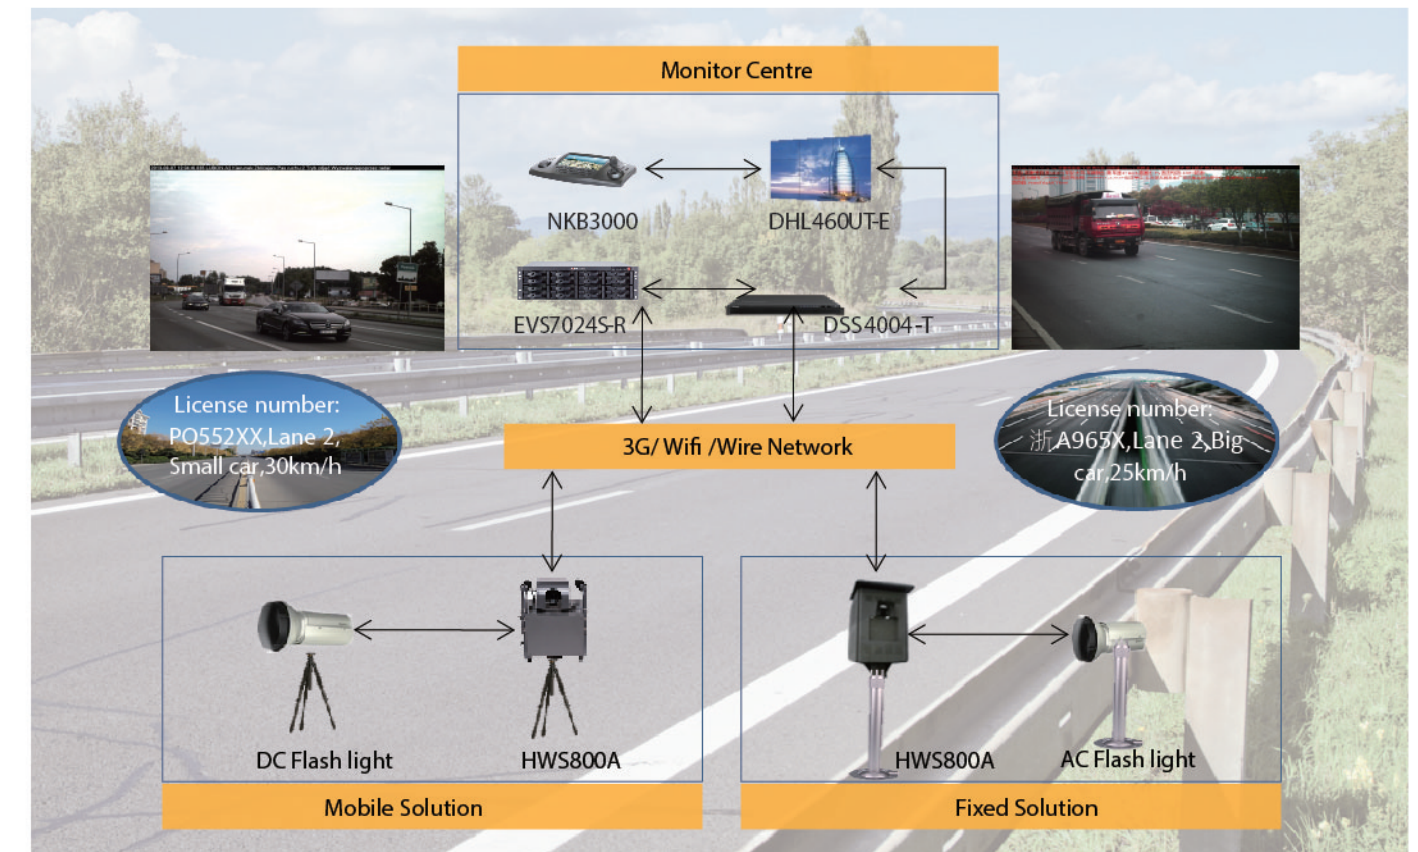 Monitor Centre
NKB3000
DHL460UT-E
EVS7024S-R
DSS4004-T
License number:
PO552XX,Lane 2,
Small car,30km/h
License number:
浙A965X,Lane 2,Big
car,25km/h
3G/ Wifi /Wire Network
DC Flash light
HWS800A
HWS800A
AC Flash light
Mobile Solution
Fixed Solution